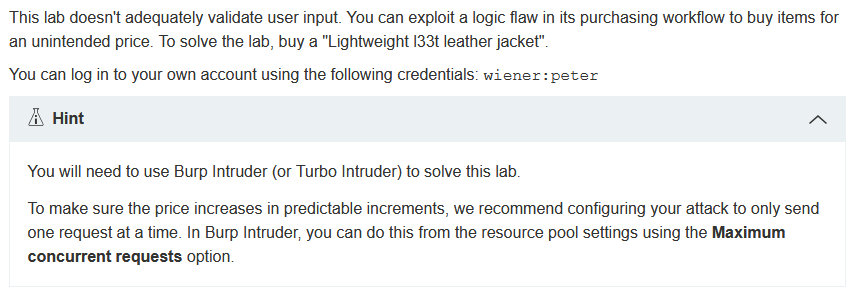 This lab doesn't adequately validate user input. You can exploit a logic flaw in its purchasing workflow to buy items for
an unintended price. To solve the lab, buy a "Lightweight l33t leather jacket".
You can log in to your own account using the following credentials: wiener:peter
Hint
You will need to use Burp Intruder (or Turbo Intruder) to solve this lab.
To make sure the price increases in predictable increments, we recommend configuring your attack to only send
one request at a time. In Burp Intruder, you can do this from the resource pool settings using the Maximum
concurrent requests option.